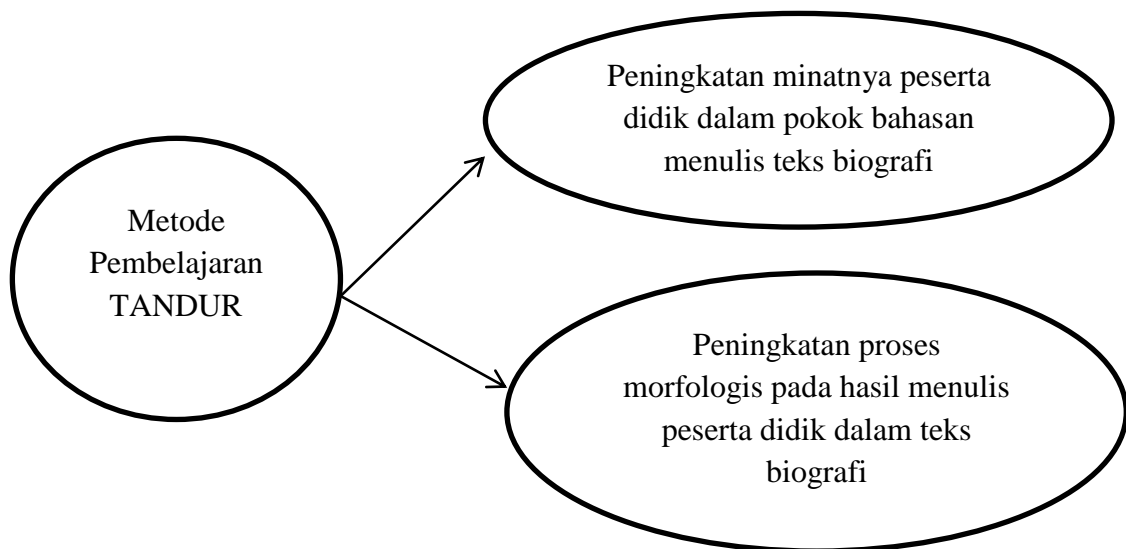 Metode
Pembelajaran
TANDUR
Peningkatan minatnya peserta
didik dalam pokok bahasan
menulis teks biografi
Peningkatan proses
morfologis pada hasil menulis
peserta didik dalam teks
biografi